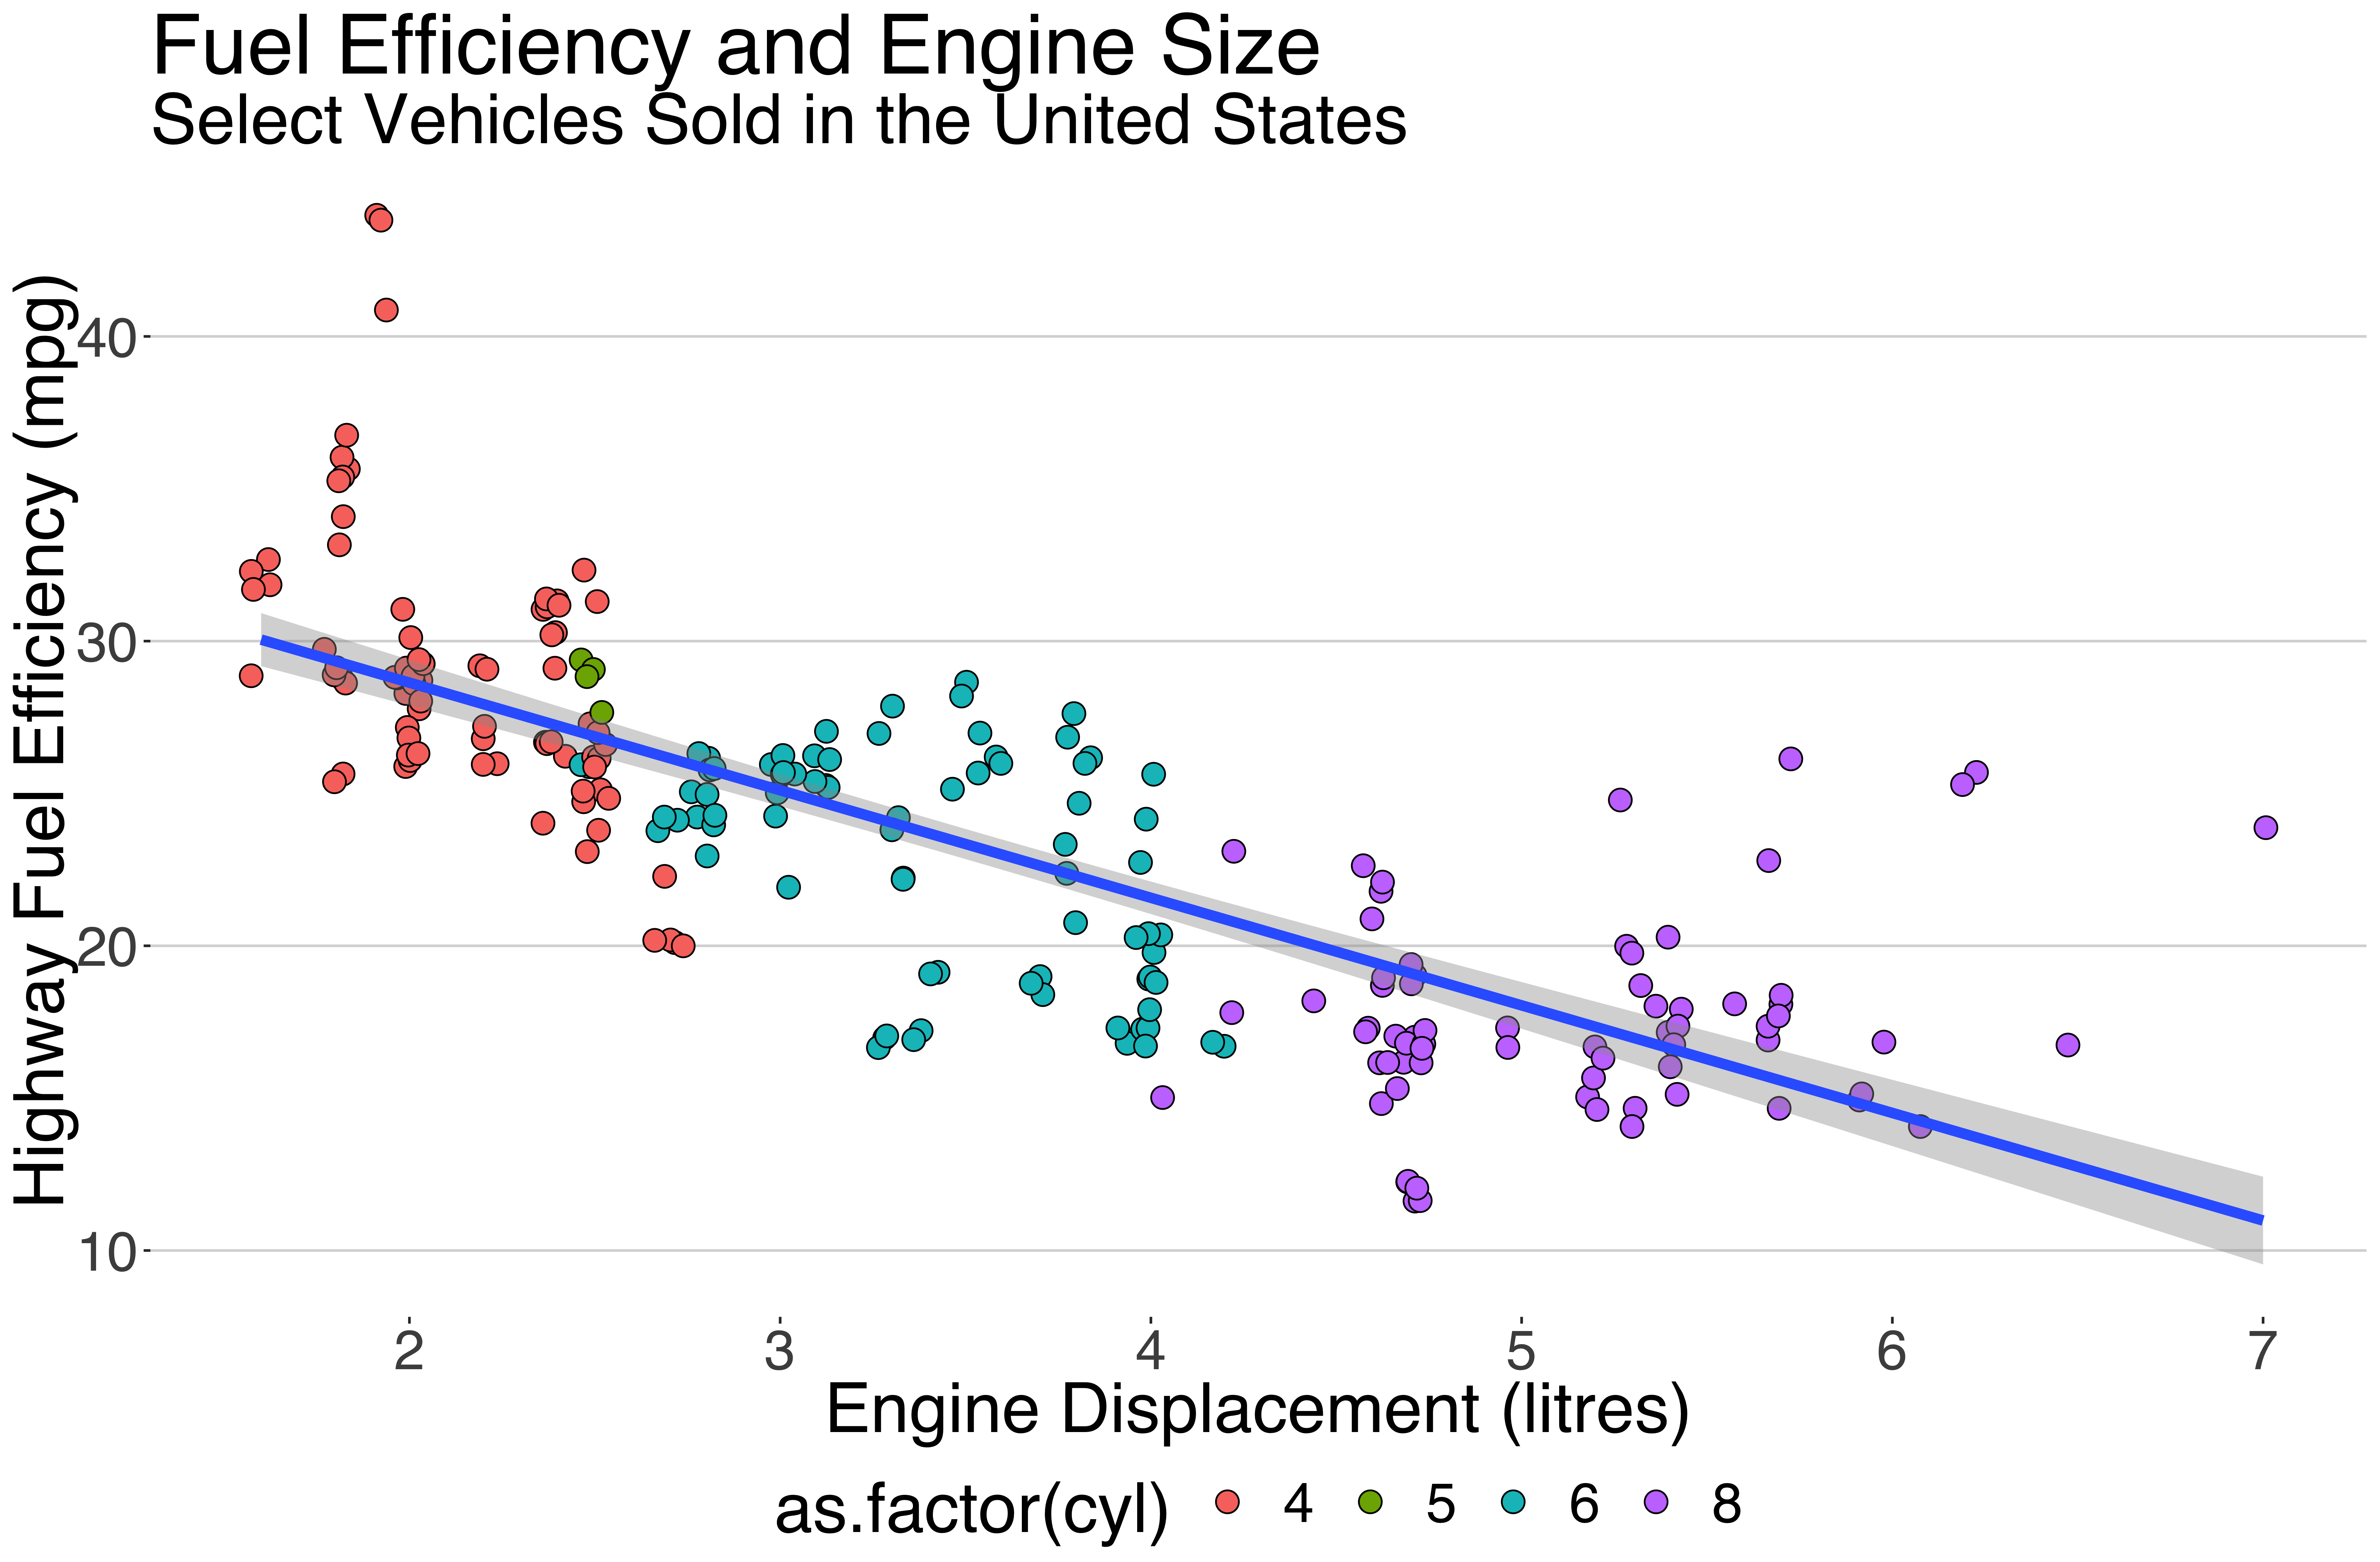 Fuel Efficiency and Engine Size
Select Vehicles Sold in the United States
Highway Fuel Efficiency (mpg)
40
30
20
10
2 3 4 5 6 7
Engine Displacement (litres)
as.factor(cyl) 4 5 6 8